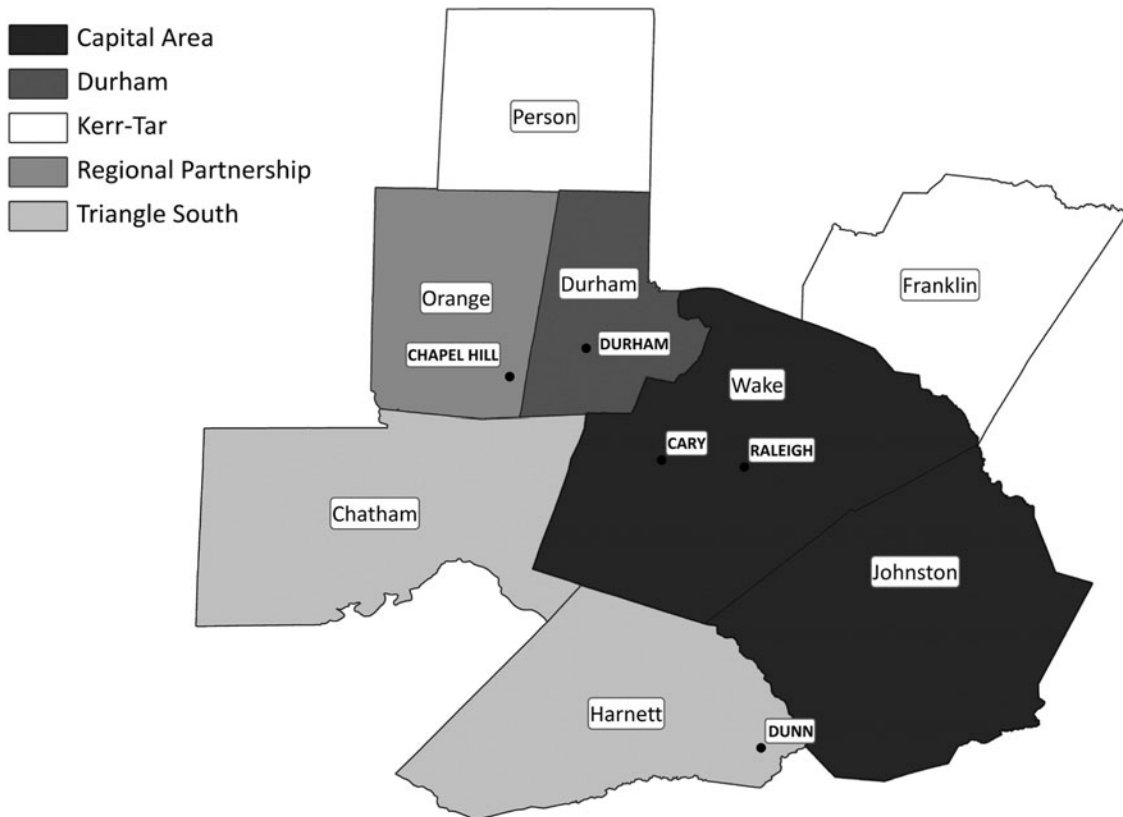 Capital Area
Durham
Kerr-Tar
Regional Partnership
Triangle South
Person
Franklin
Orange
Durham
CHAPEL HILL
DURHAM
Wake
CARY
RALEIGH
Chatham
Johnston
Harnett
DUNN